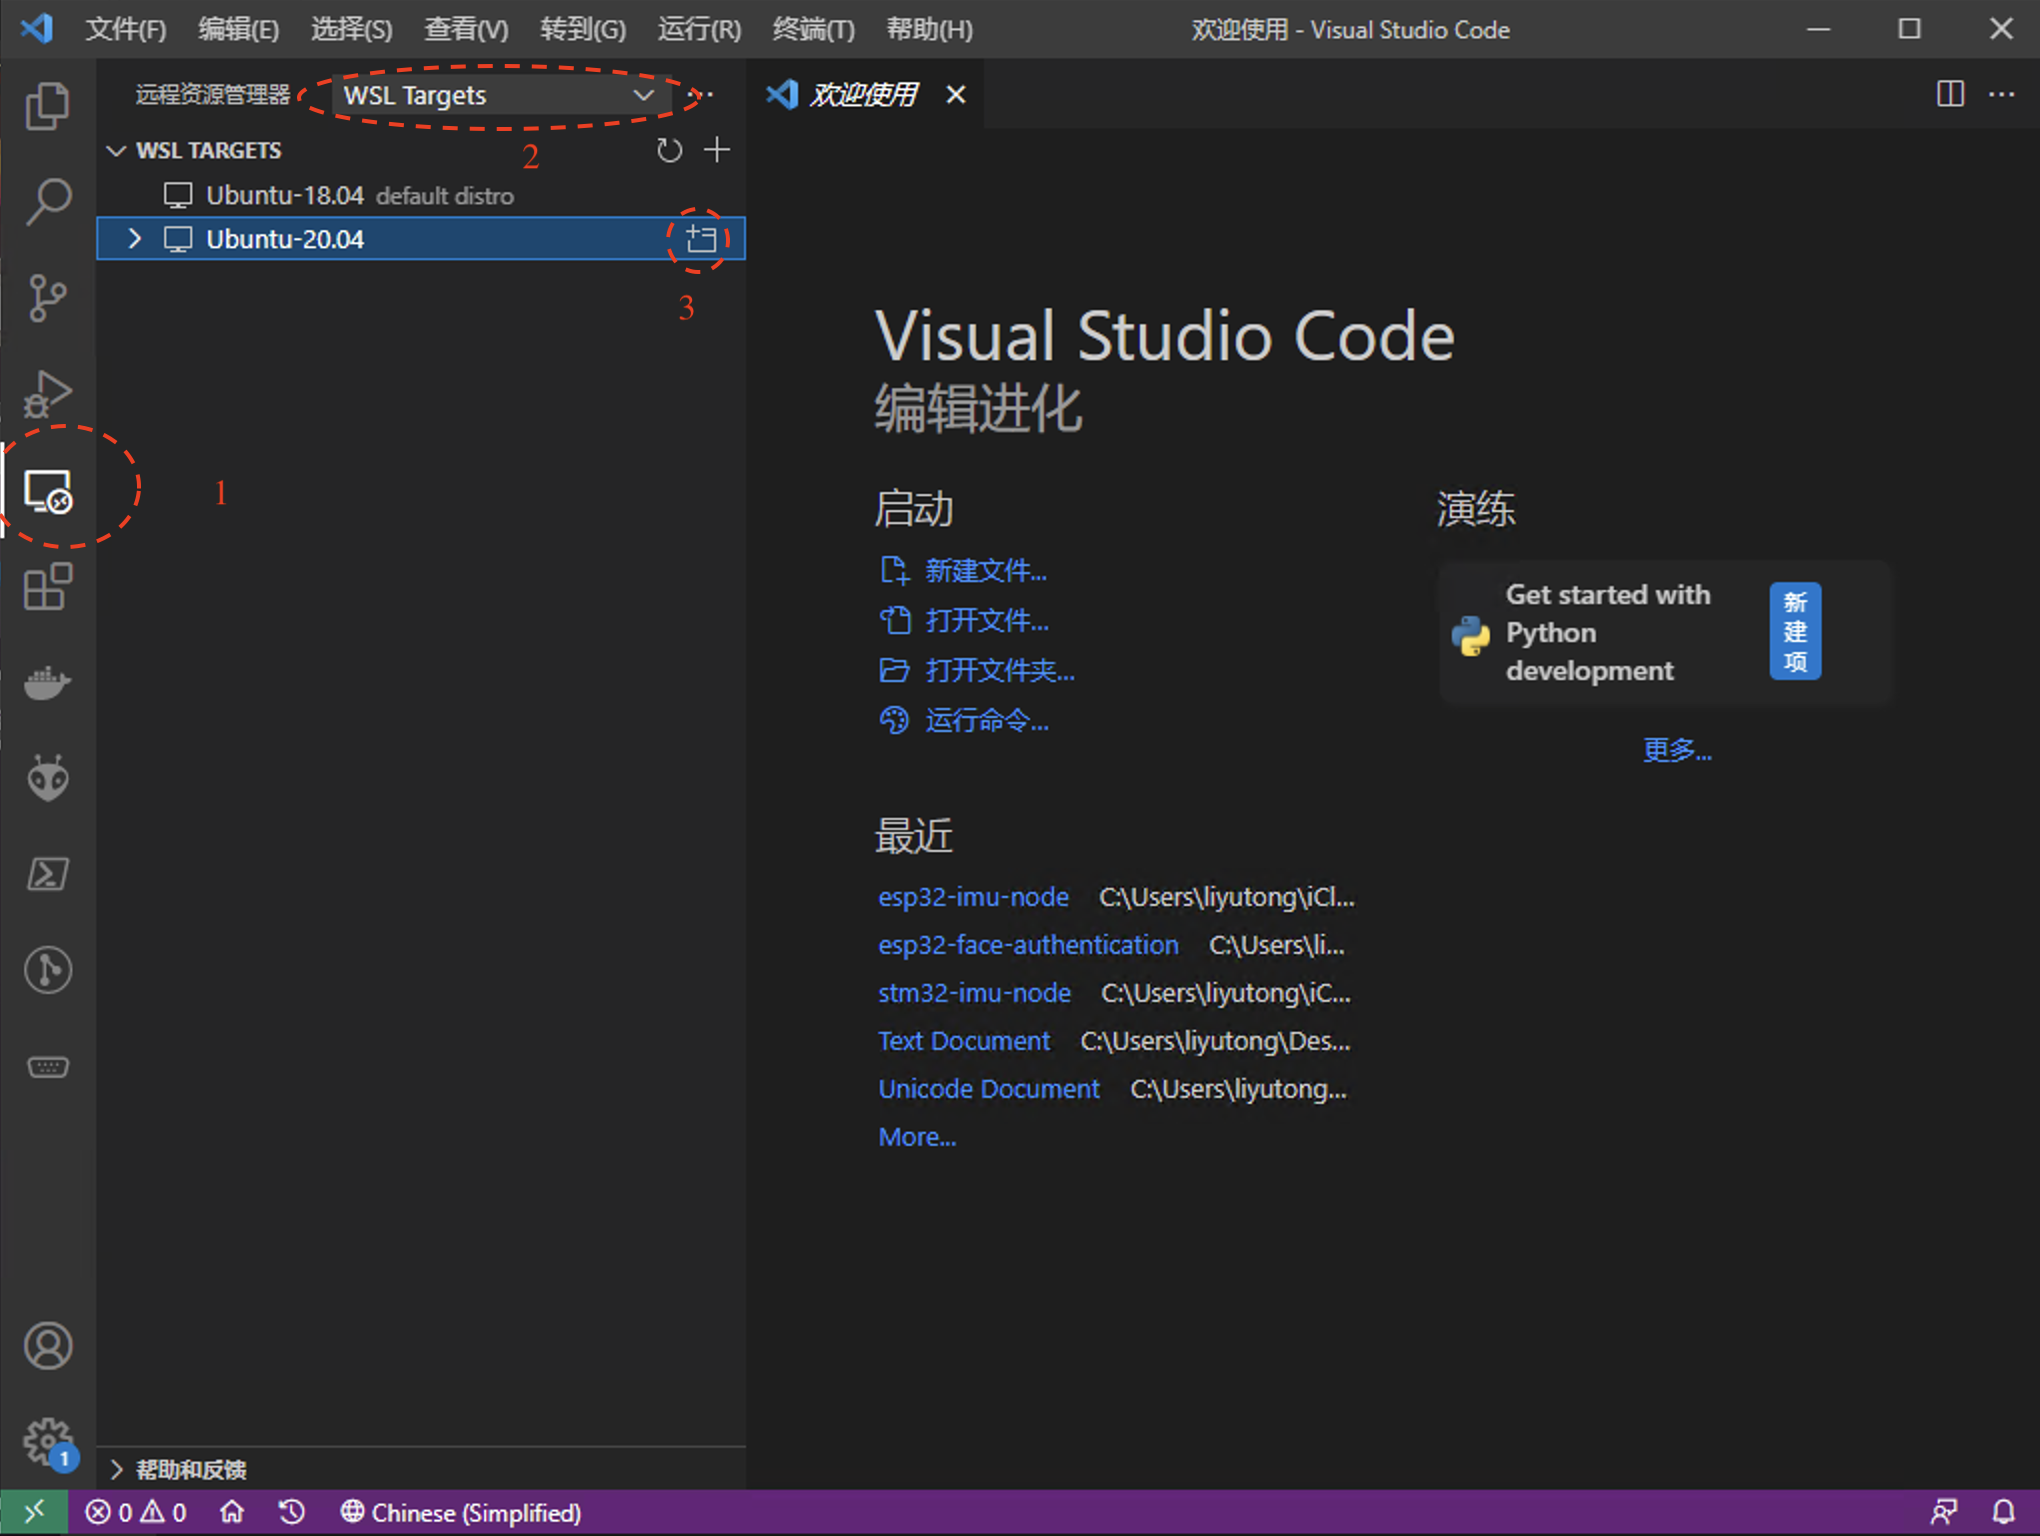 文件(F) 编辑(E) 选择(S) 查看(V) 转到(G) 运行(R) 终端(T) 帮助(H) 欢迎使用 - Visual Studio Code
远程资源管理器 WSL Targets
2
WSL TARGETS
Ubuntu-18.04 default distro
Ubuntu-20.04
3
1
欢迎使用
Visual Studio Code
编辑进化
启动
新建文件...
打开文件...
打开文件夹...
运行命令...
演练
Get started with
Python
development
新
建
项
更多...
最近
esp32-imu-node C:\Users\liyutong\iCl...
esp32-face-authentication C:\Users\li...
stm32-imu-node C:\Users\liyutong\iC...
Text Document C:\Users\liyutong\Des...
Unicode Document C:\Users\liyutong...
More...
1
帮助和反馈
0 0 Chinese (Simplified)